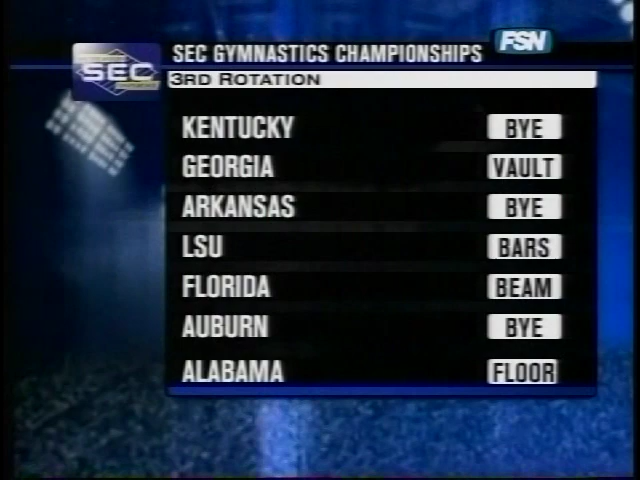 FSN
SEC GYMNASTICS CHAMPIONSHIPS
SEC
3RD ROTATION
KENTUCKY BYE
GEORGIA VAULT
ARKANSAS BYE
LSU BARS
FLORIDA BEAM
AUBURN BYE
ALABAMA FLOOR